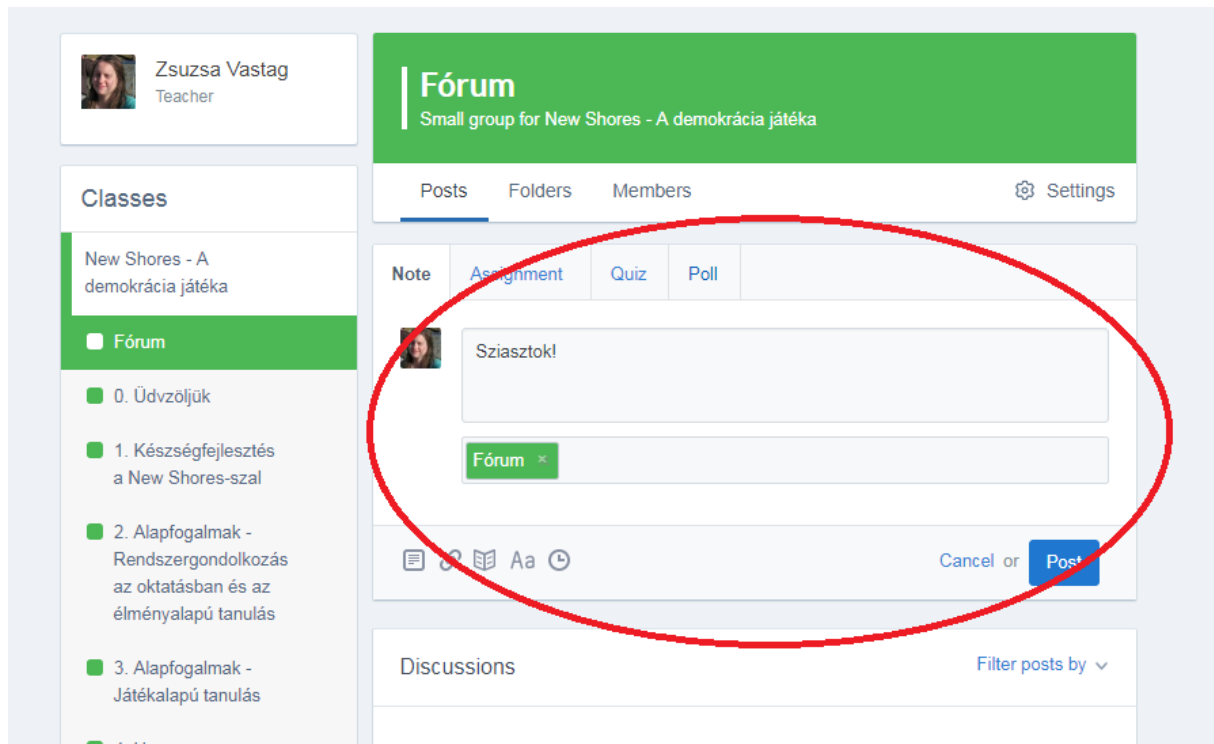 Zsuzsa Vastag
Teacher
Classes
New Shores - A
demokrácia játéka
Fórum
0. Üdvzöljük
1. Készségfejlesztés
a New Shores-szal
2. Alapfogalmak -
Rendszergondolkozás
az oktatásban és az
élményalapú tanulás
3. Alapfogalmak -
Játékalapú tanulás
Fórum
Small group for New Shores - A demokrácia játéka
Posts Folders Members Settings
Note Assignment Quiz Poll
Sziasztok!
Fórum ×
Aa Cancel or Post
Discussions Filter posts by